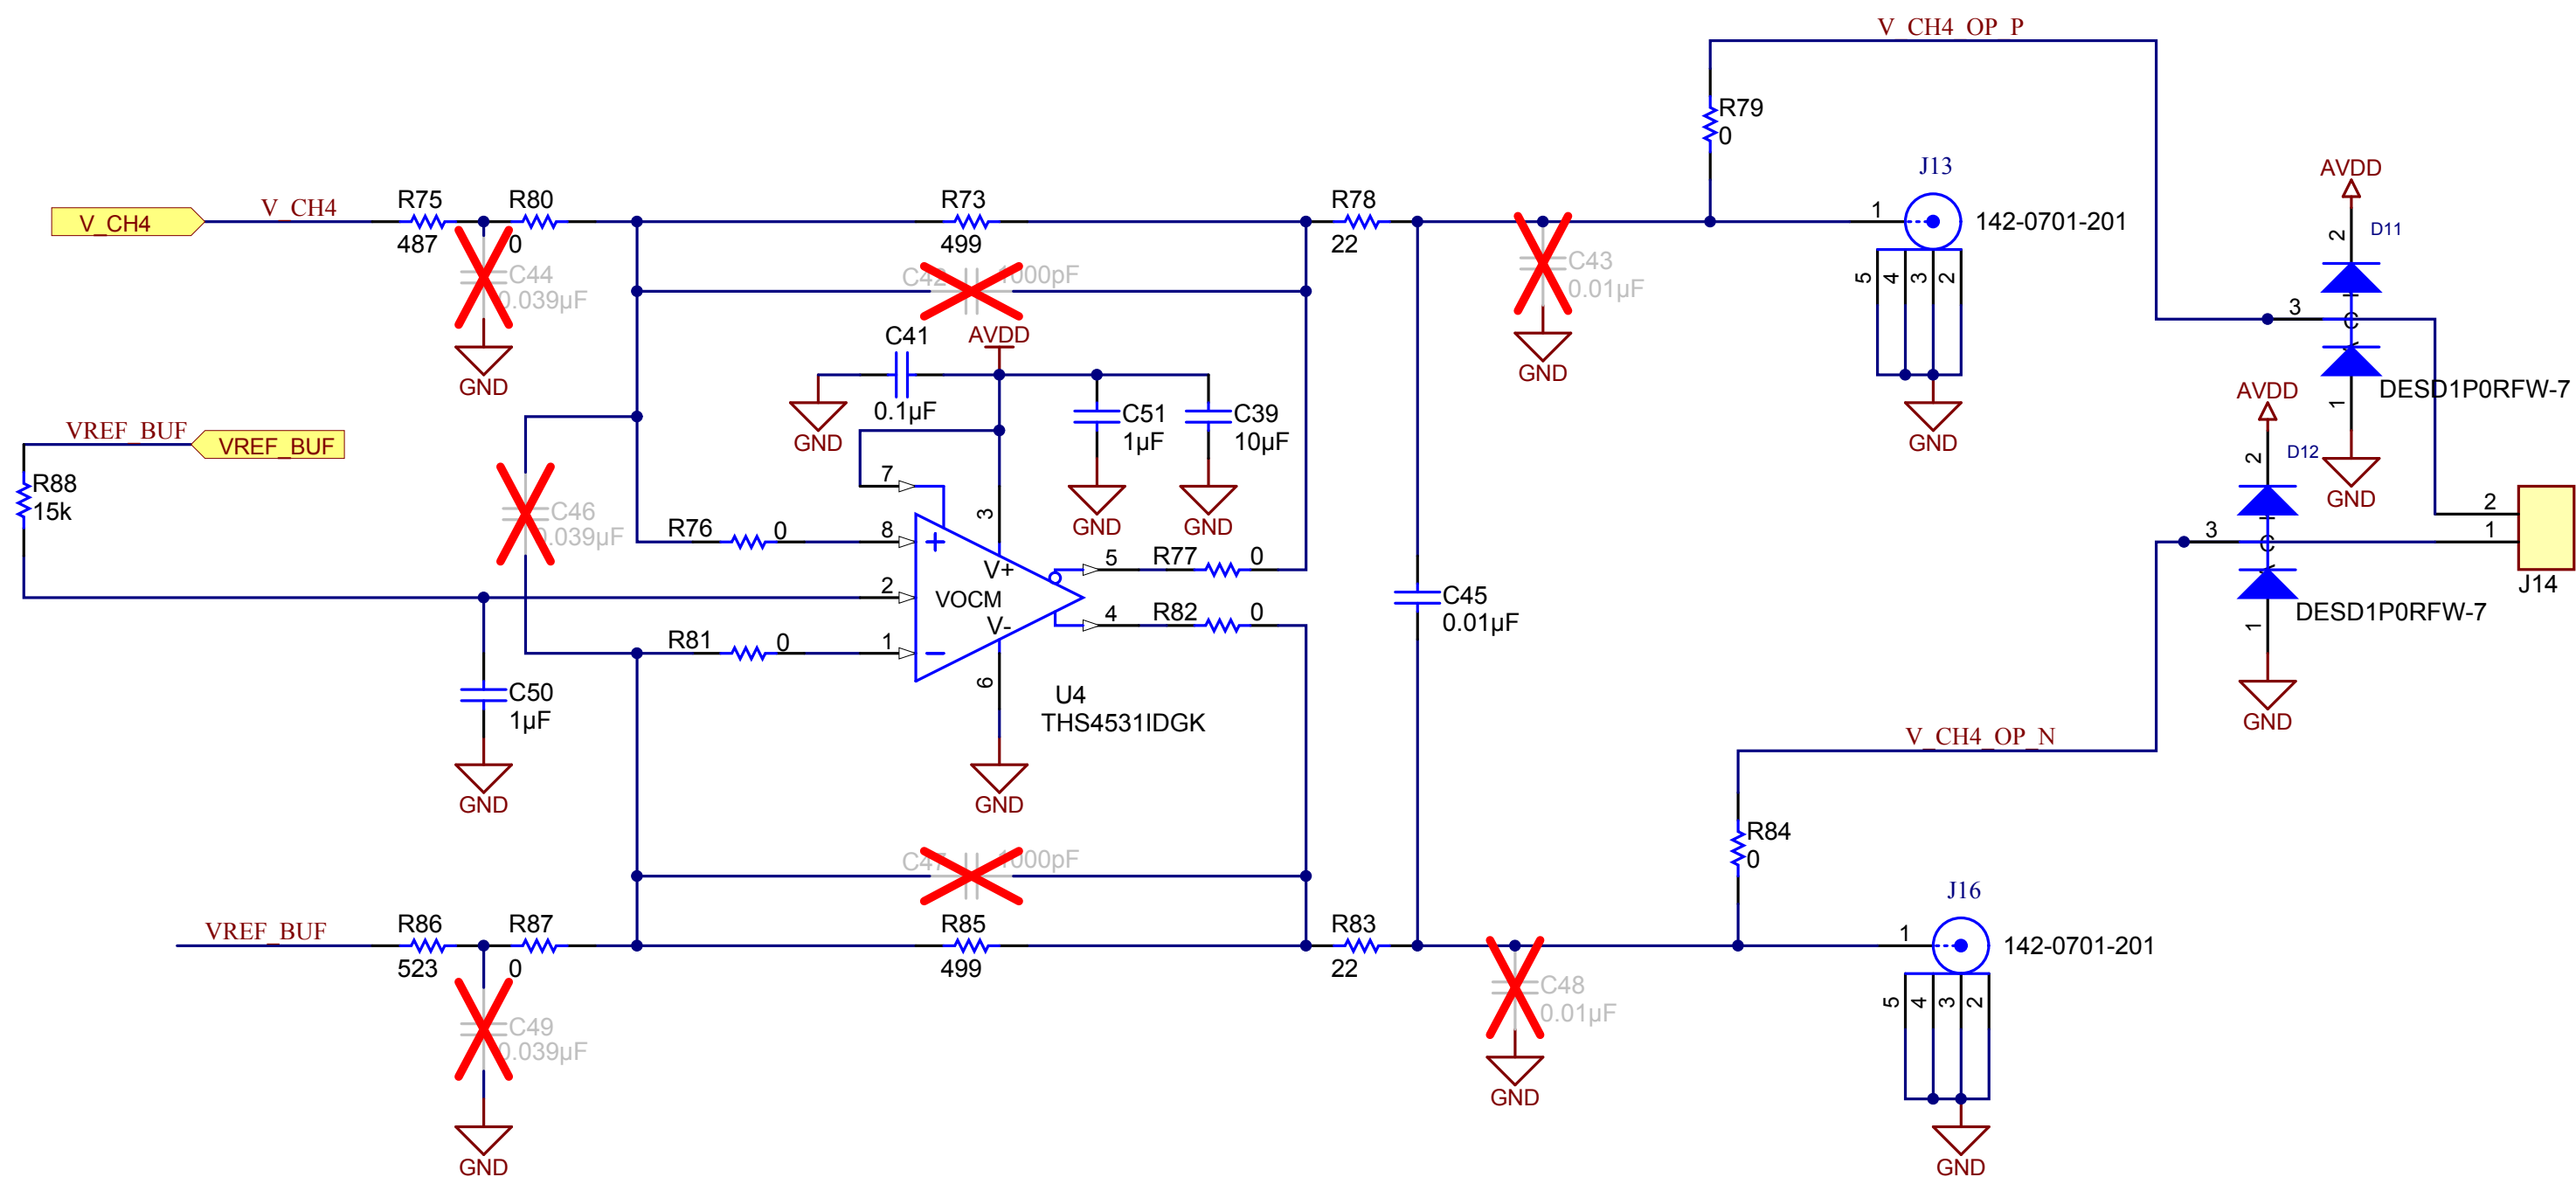 V_CH4_OP_P
R79
0
J13
AVDD
V_CH4
V_CH4
R75
487
R80
0
R73
499
R78
22
1
142-0701-201
2
D11
C44
0.039µF
GND
C42
1000pF
C43
0.01µF
GND
5
4
3
2
GND
3
C
DESD1P0RFW-7
1
GND
C41
0.1µF
GND
AVDD
C51
1µF
GND
C39
10µF
GND
AVDD
2
D12
VREF_BUF
VREF_BUF
R88
15k
C46
0.039µF
7
3
R76
0
8
2
VOCM
V+
V-
R81
0
1
6
5
R77
0
4
R82
0
U4
THS4531IDGK
GND
C45
0.01µF
3
C
DESD1P0RFW-7
1
GND
2
1
J14
C50
1µF
GND
V_CH4_OP_N
R84
0
C47
1000pF
VREF_BUF
R86
523
R87
0
R85
499
R83
22
J16
1
142-0701-201
C49
0.039µF
GND
C48
0.01µF
GND
5
4
3
2
GND